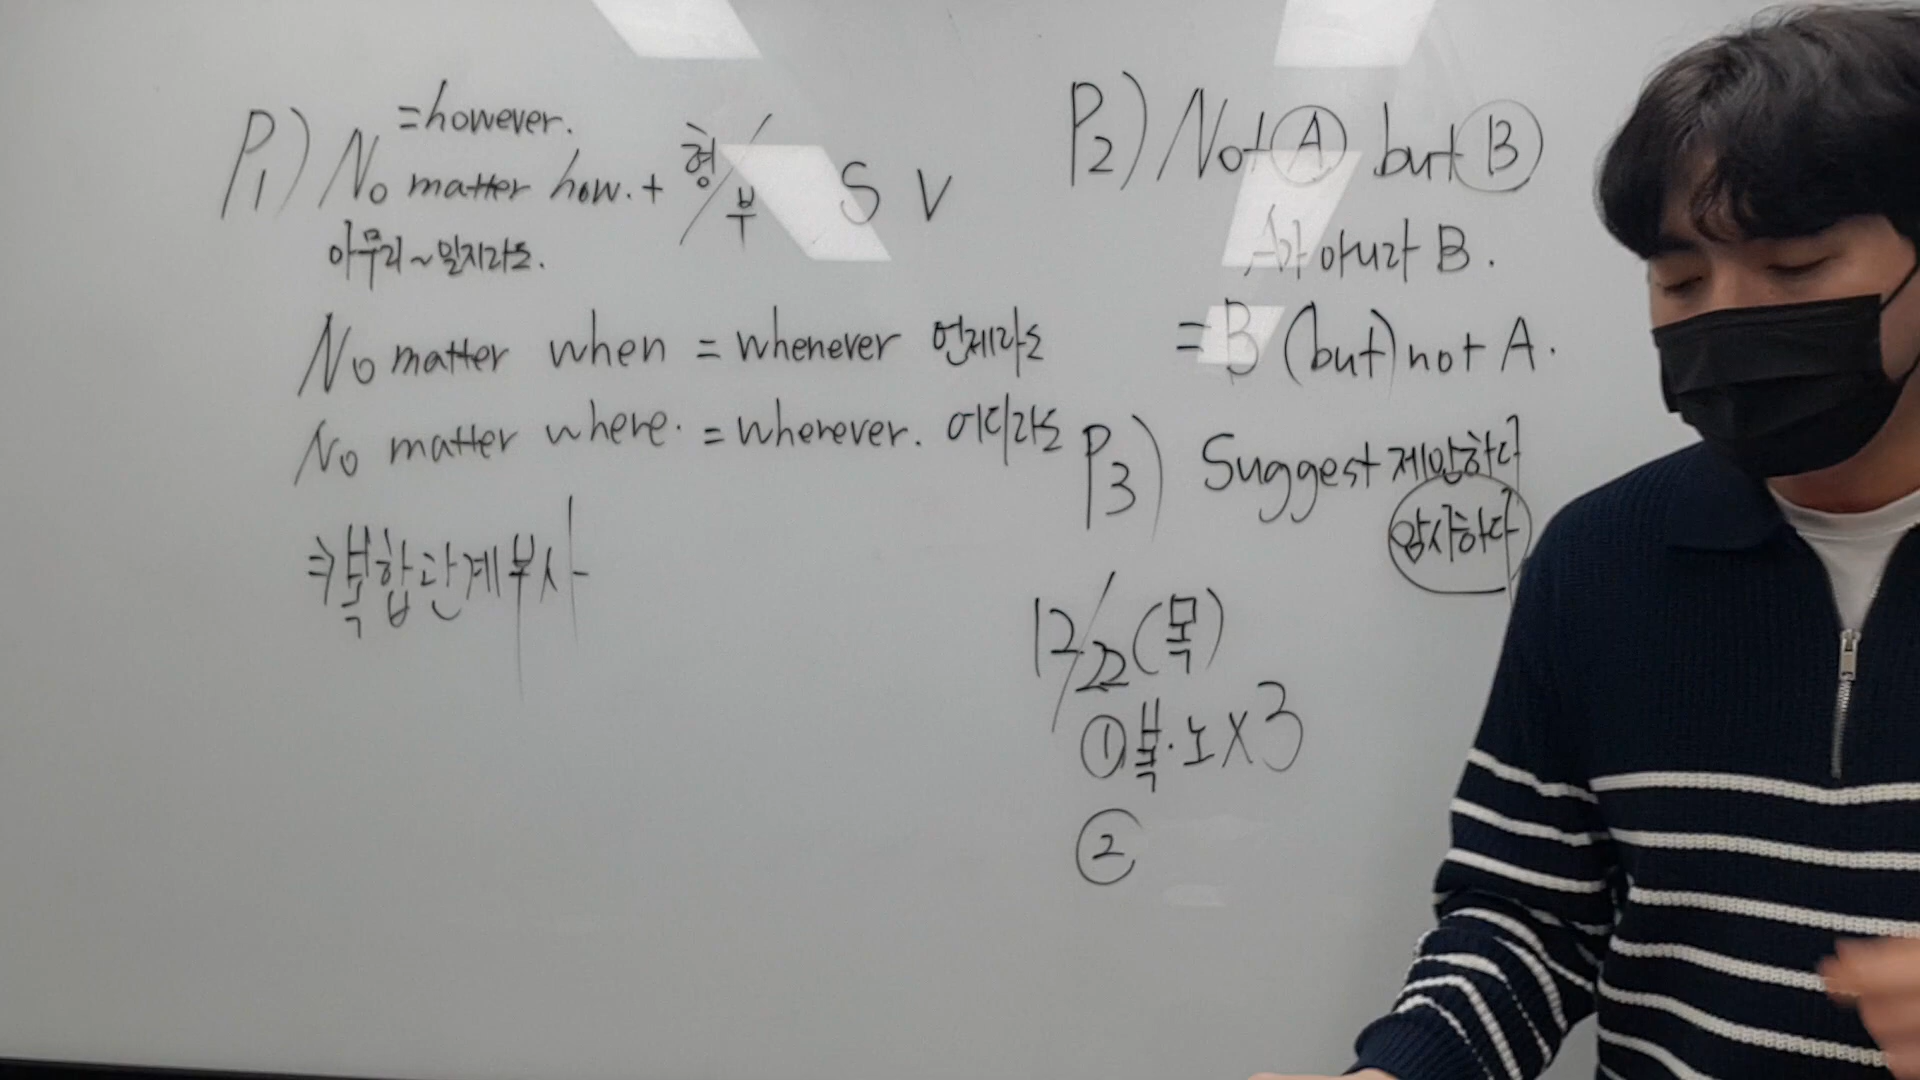 P1) No matter how. + 형/부 S V
=however.
아무리~일지라도.
No matter when = whenever 언제라도
No matter where. = wherever. 어디라도
⇒복합관계부사
P2) Not A but B
A가 아니라 B.
= B (but) not A.
P3) Suggest 제안하다
암시하다
12/22 (목)
① 복·노 x3
②